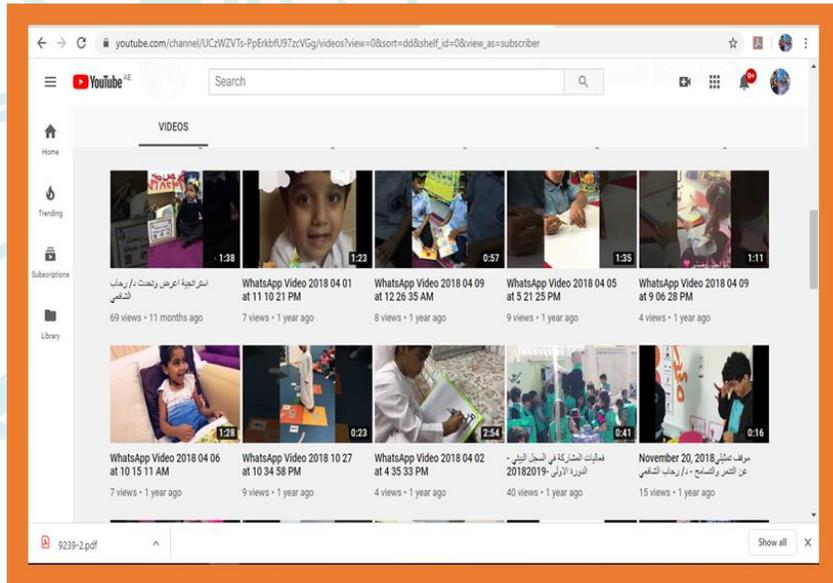 youtube.com/channel/UCzWZVTs-PpErkbfU97zcVGg/videos?view=0&sort=dd&shelf_id=0&view_as=subscriber
YouTube AE
Search
9+
VIDEOS
Home
Trending
Subscriptions
Library
1:38
1:23
0:57
1:35
1:11
استراتيجية اعرض وتحدث د/ رحاب
الشافعي
69 views • 11 months ago
WhatsApp Video 2018 04 01
at 11 10 21 PM
7 views • 1 year ago
WhatsApp Video 2018 04 09
at 12 26 35 AM
8 views • 1 year ago
WhatsApp Video 2018 04 05
at 5 21 25 PM
9 views • 1 year ago
WhatsApp Video 2018 04 09
at 9 06 28 PM
4 views • 1 year ago
1:28
0:23
2:54
0:41
0:16
WhatsApp Video 2018 04 06
at 10 15 11 AM
7 views • 1 year ago
WhatsApp Video 2018 10 27
at 10 34 58 PM
9 views • 1 year ago
WhatsApp Video 2018 04 02
at 4 35 33 PM
4 views • 1 year ago
فعاليات المشاركة في السجل البيئي -
الدورة الاولى -20182019
40 views • 1 year ago
November 20, 2018موقف تمثيلي
عن التنمر والتسامح - د/ رحاب الشافعي
15 views • 1 year ago
9239-2.pdf
Show all